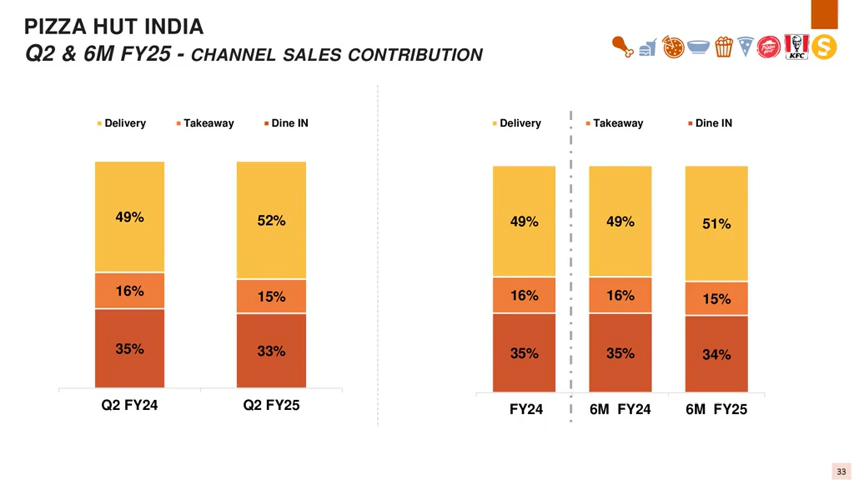 PIZZA HUT INDIA
Q2 & 6M FY25 - CHANNEL SALES CONTRIBUTION
KFC
Delivery Takeaway Dine IN
49% 52%
16% 15%
35% 33%
Q2 FY24 Q2 FY25
Delivery Takeaway Dine IN
49% 49% 51%
16% 16% 15%
35% 35% 34%
FY24 6M FY24 6M FY25
33